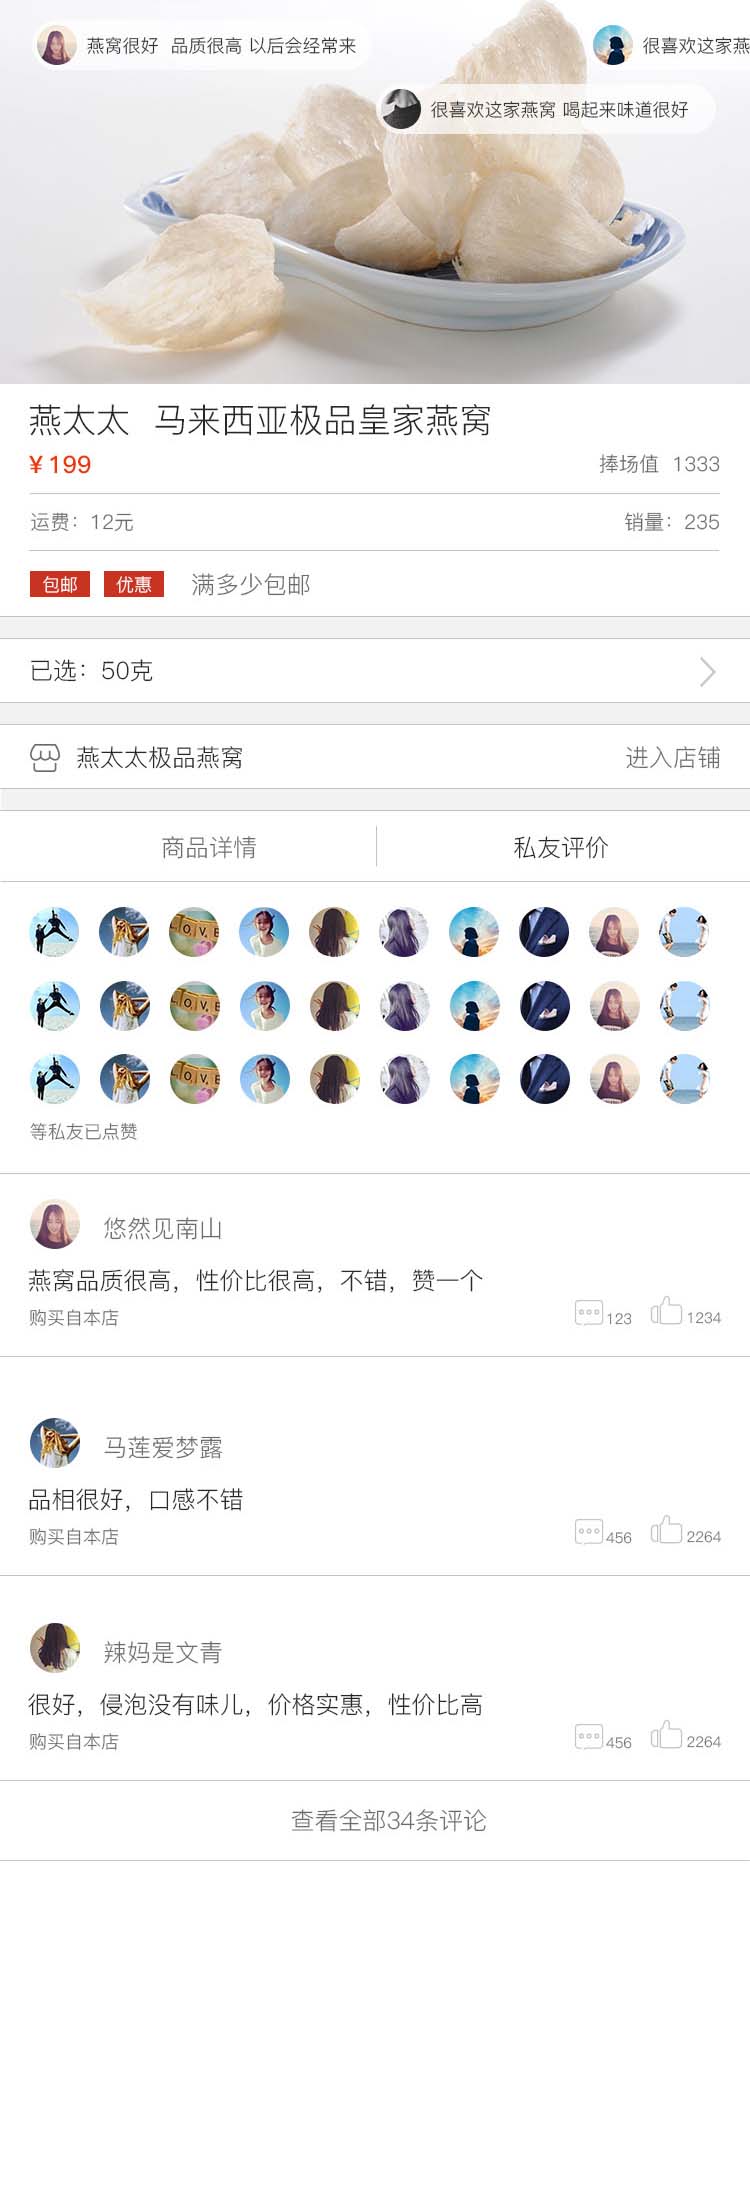 燕窝很好 品质很高 以后会经常来
很喜欢这家燕
很喜欢这家燕窝 喝起来味道很好
燕太太 马来西亚极品皇家燕窝
¥199
捧场值 1333
运费：12元
销量：235
包邮 优惠 满多少包邮
已选：50克
燕太太极品燕窝
进入店铺
商品详情
私友评价
等私友已点赞
悠然见南山
燕窝品质很高，性价比很高，不错，赞一个
购买自本店
123 1234
马莲爱梦露
品相很好，口感不错
购买自本店
456 2264
辣妈是文青
很好，侵泡没有味儿，价格实惠，性价比高
购买自本店
456 2264
查看全部34条评论